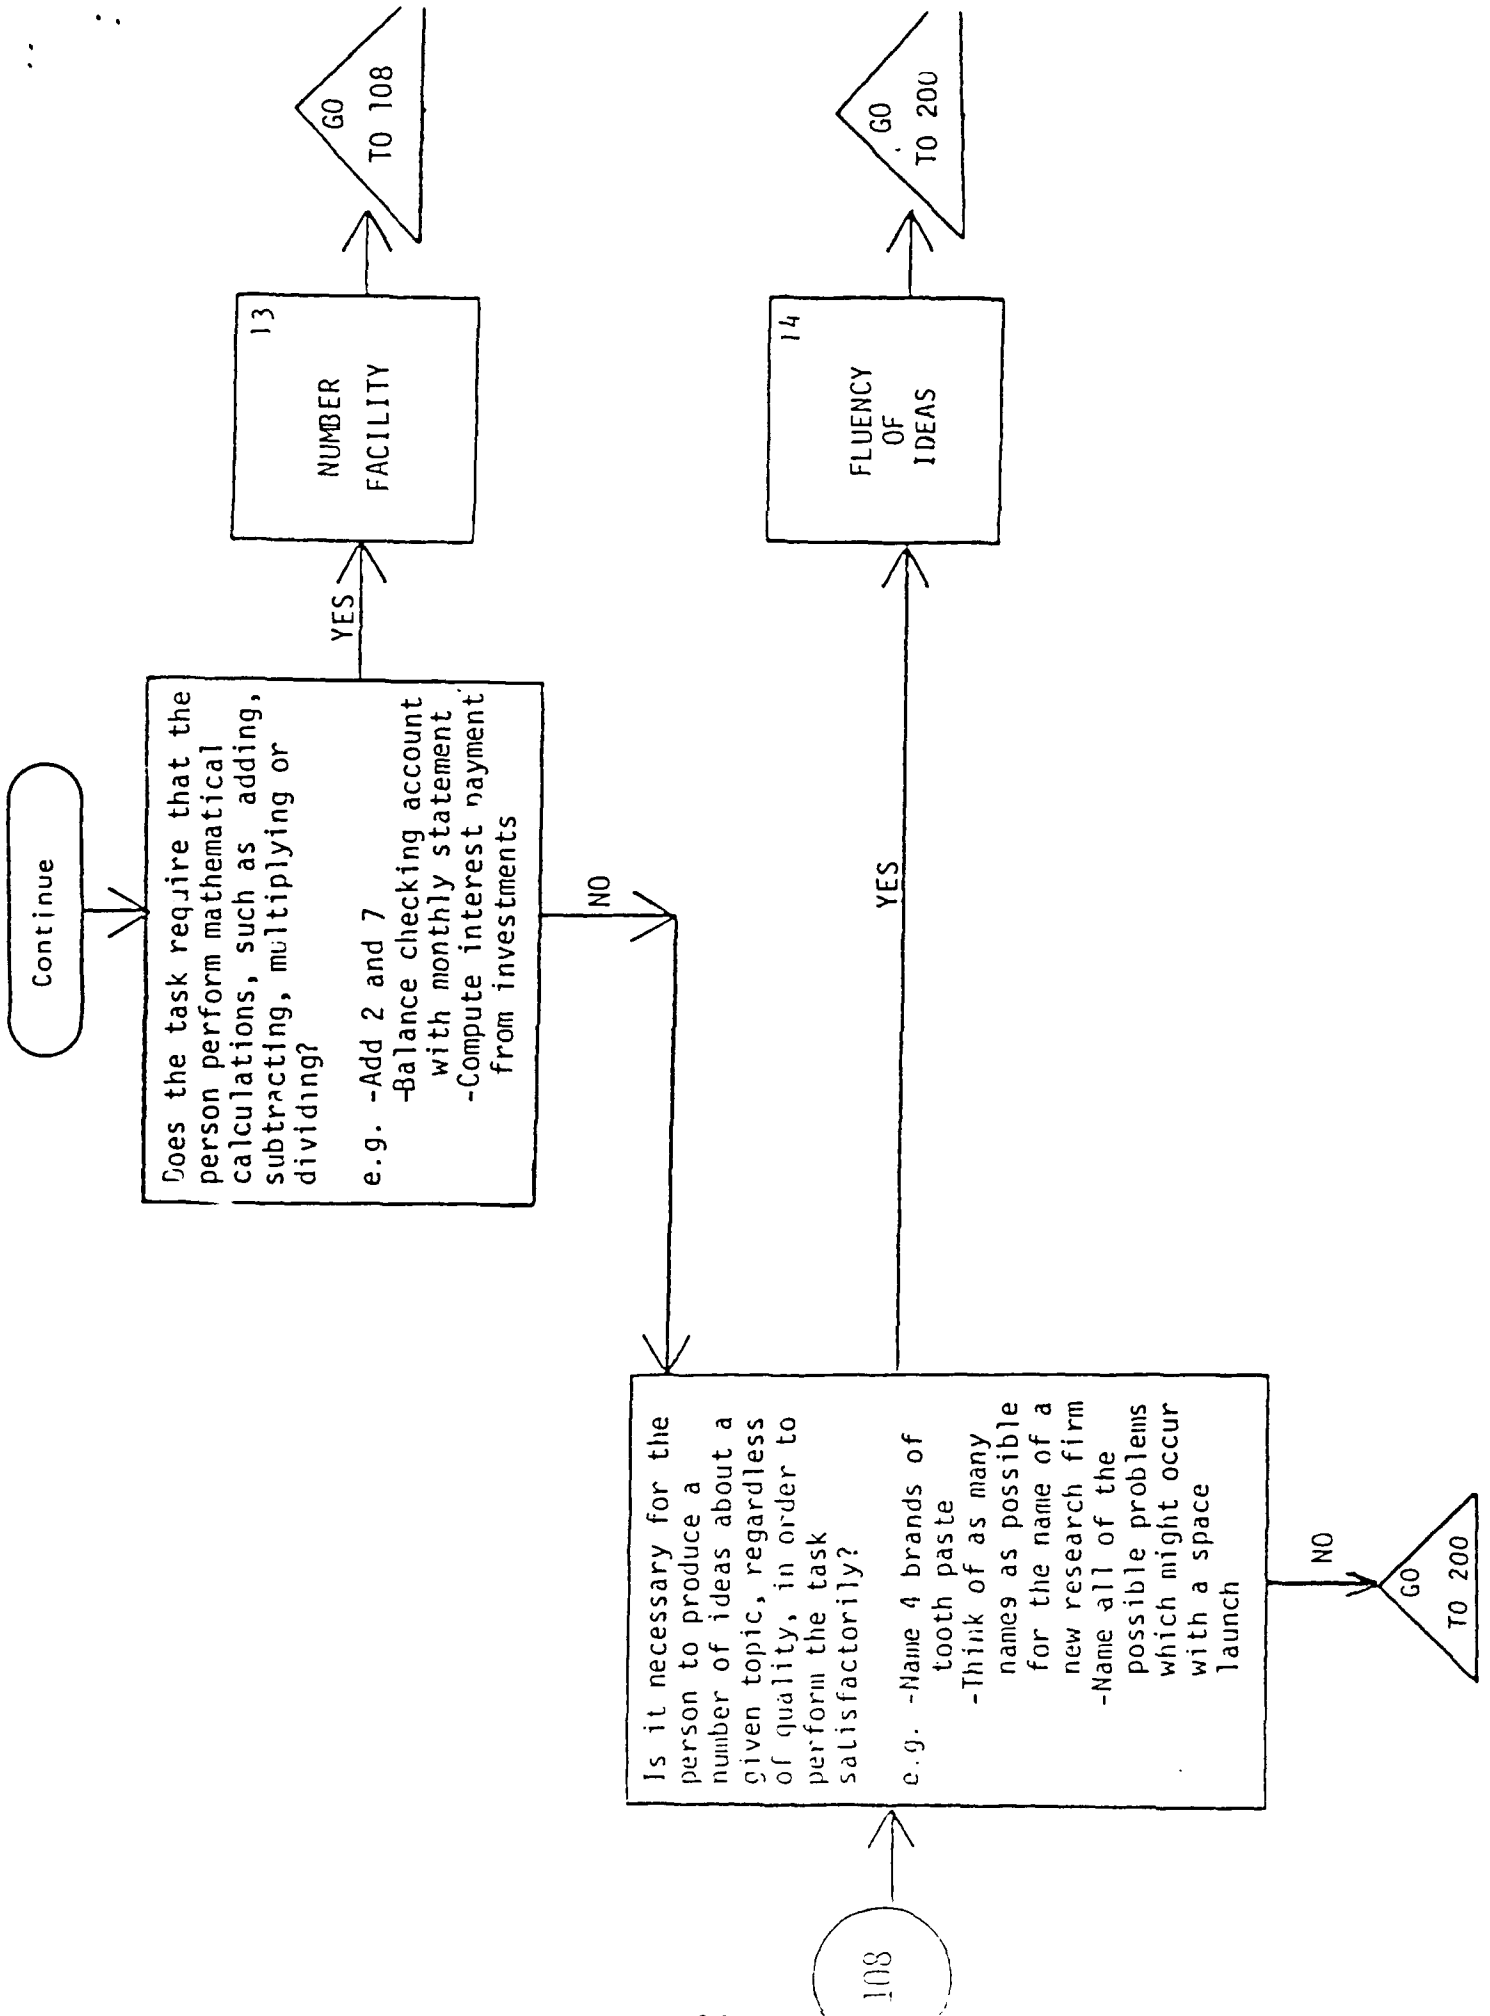 Continue
Does the task require that the
person perform mathematical
calculations, such as adding,
subtracting, multiplying or
dividing?
e.g. -Add 2 and 7
-Balance checking account
with monthly statement
-Compute interest payment
from investments
YES
13
NUMBER
FACILITY
GO
TO 108
NO
108
Is it necessary for the
person to produce a
number of ideas about a
given topic, regardless
of quality, in order to
perform the task
satisfactorily?
e.g. -Name 4 brands of
tooth paste
-Think of as many
names as possible
for the name of a
new research firm
-Name all of the
possible problems
which might occur
with a space
launch
YES
14
FLUENCY
OF
IDEAS
GO
TO 200
NO
GO
TO 200